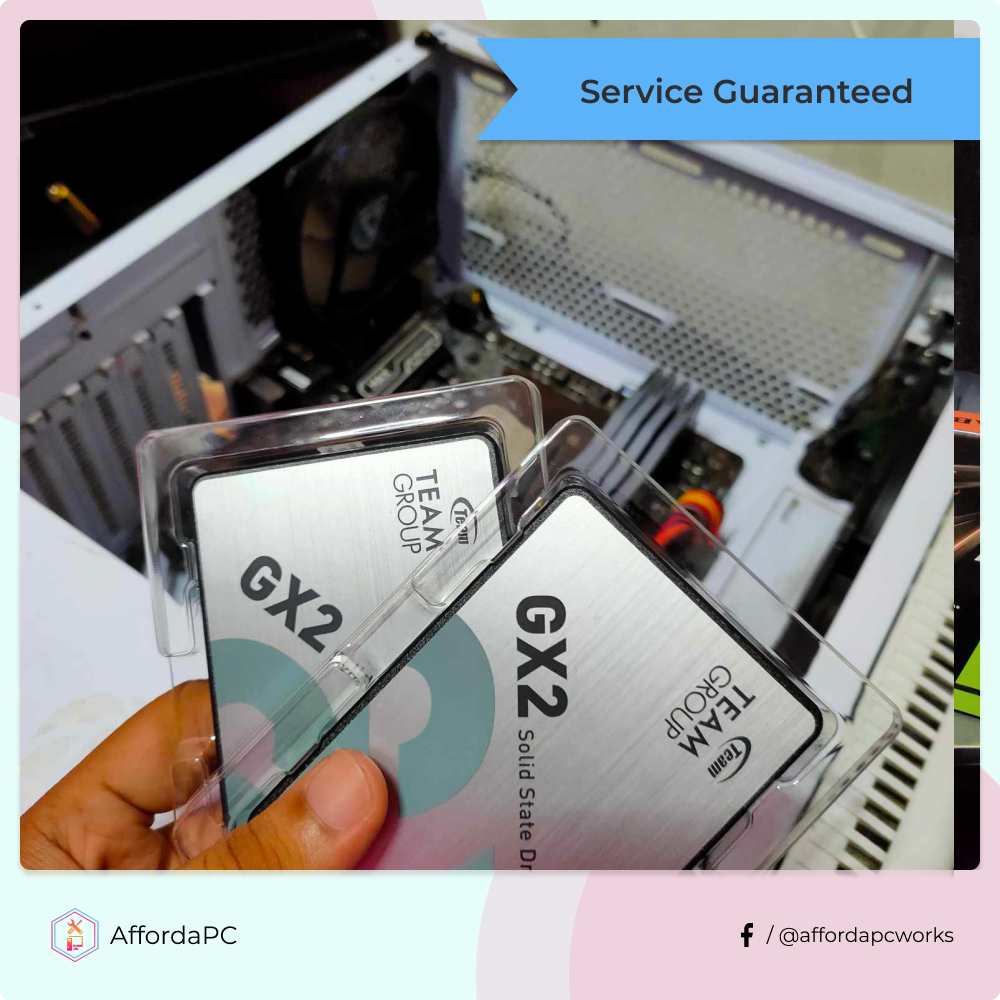 Service Guaranteed
TEAM
GROUP
Team
GX2
GX2
Solid State Dr
TEAM
GROUP
Team
AffordaPC
/ @affordapcworks